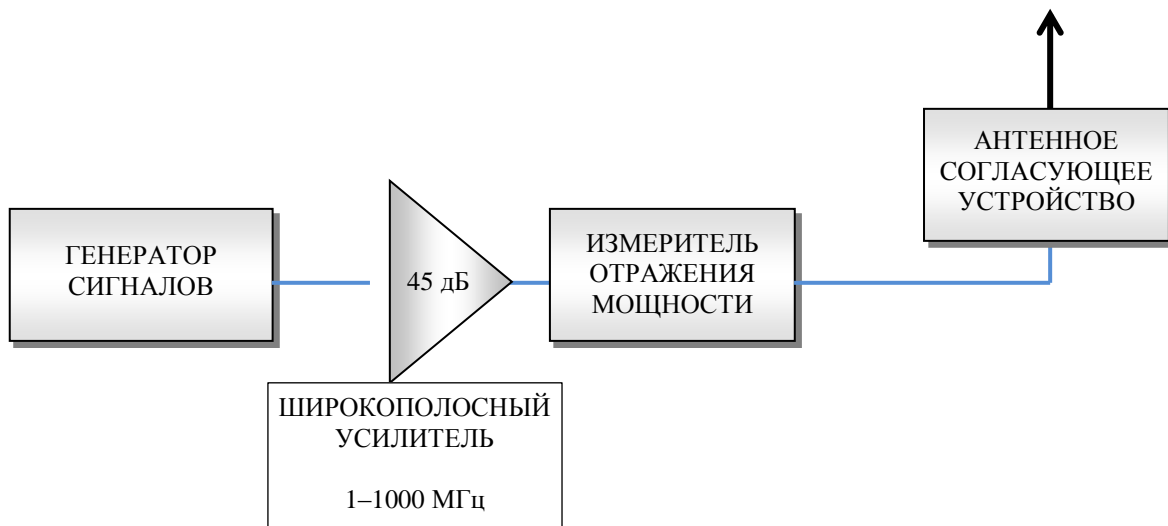 АНТЕННОЕ
СОГЛАСУЮЩЕЕ
УСТРОЙСТВО
ГЕНЕРАТОР
СИГНАЛОВ
45 дБ
ИЗМЕРИТЕЛЬ
ОТРАЖЕНИЯ
МОЩНОСТИ
ШИРОКОПОЛОСНЫЙ
УСИЛИТЕЛЬ
1–1000 МГц